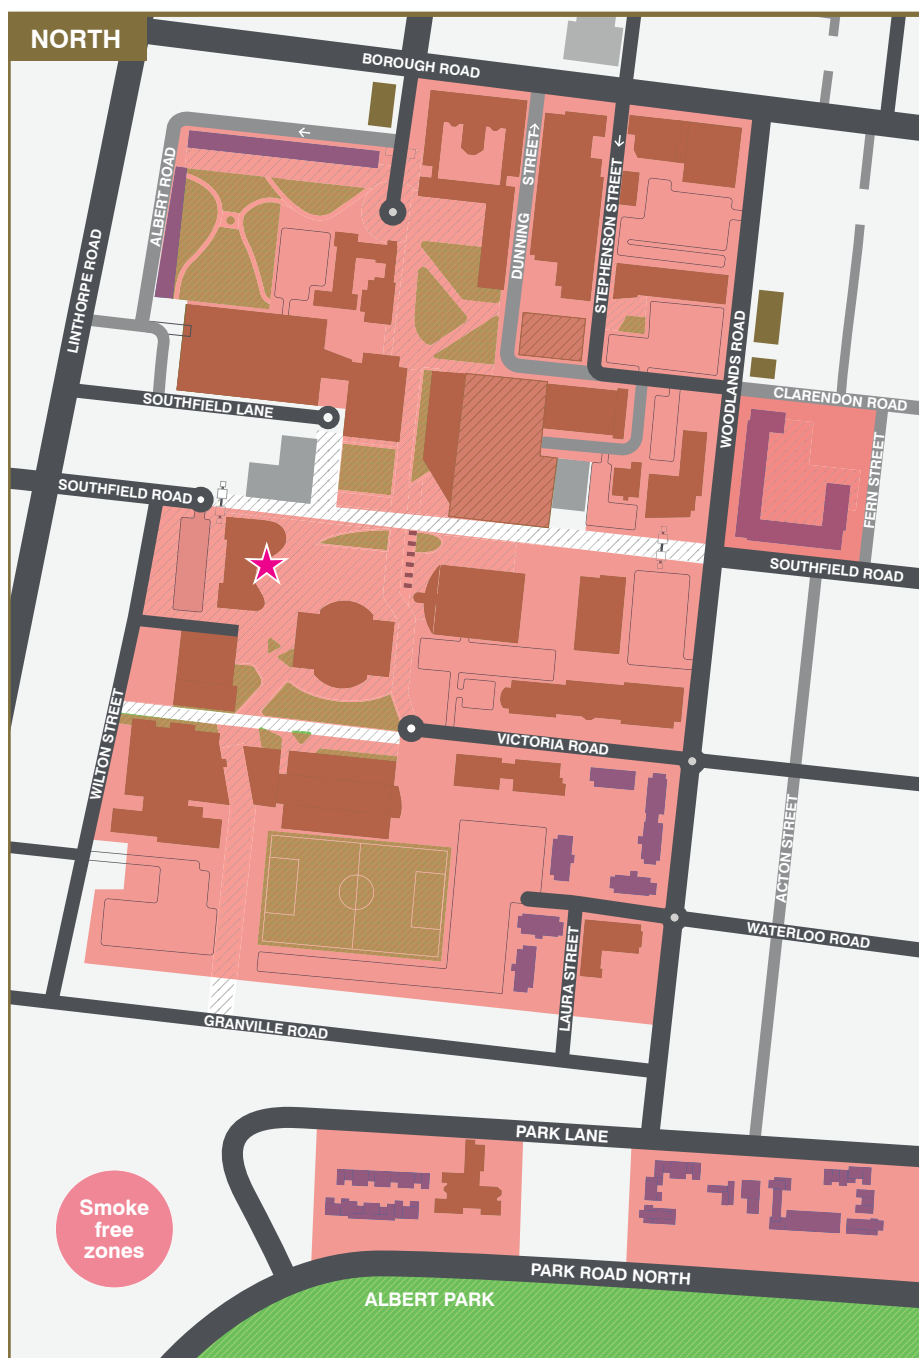 NORTH
BOROUGH ROAD
ALBERT ROAD
DUNNING STREET
STEPHENSON STREET
LINTHORPE ROAD
WOODLANDS ROAD
CLARENDON ROAD
SOUTHFIELD LANE
FERN STREET
SOUTHFIELD ROAD
SOUTHFIELD ROAD
WILTON STREET
VICTORIA ROAD
ACTON STREET
WATERLOO ROAD
LAURA STREET
GRANVILLE ROAD
PARK LANE
Smoke
free
zones
PARK ROAD NORTH
ALBERT PARK